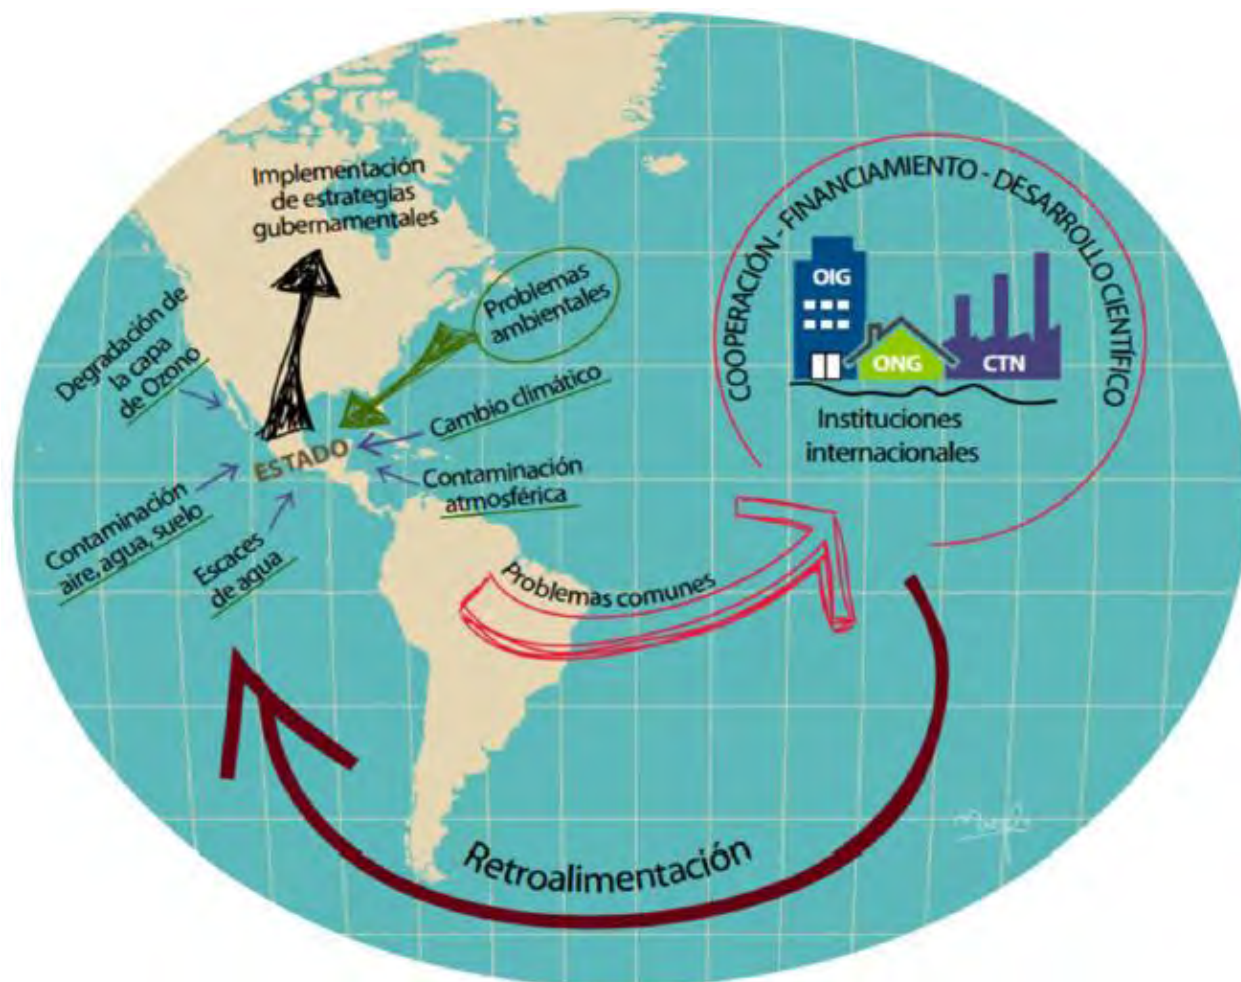 Implementación
de estrategias
gubernamentales
Problemas
ambientales
Degradación de
la capa
de Ozono
Cambio climático
ESTADO
Contaminación
atmosférica
Contaminación
aire, agua, suelo
Escaces
de agua
COOPERACIÓN - FINANCIAMIENTO - DESARROLLO CIENTÍFICO
OIG
ONG
CTN
Instituciones
internacionales
Problemas comunes
Retroalimentación